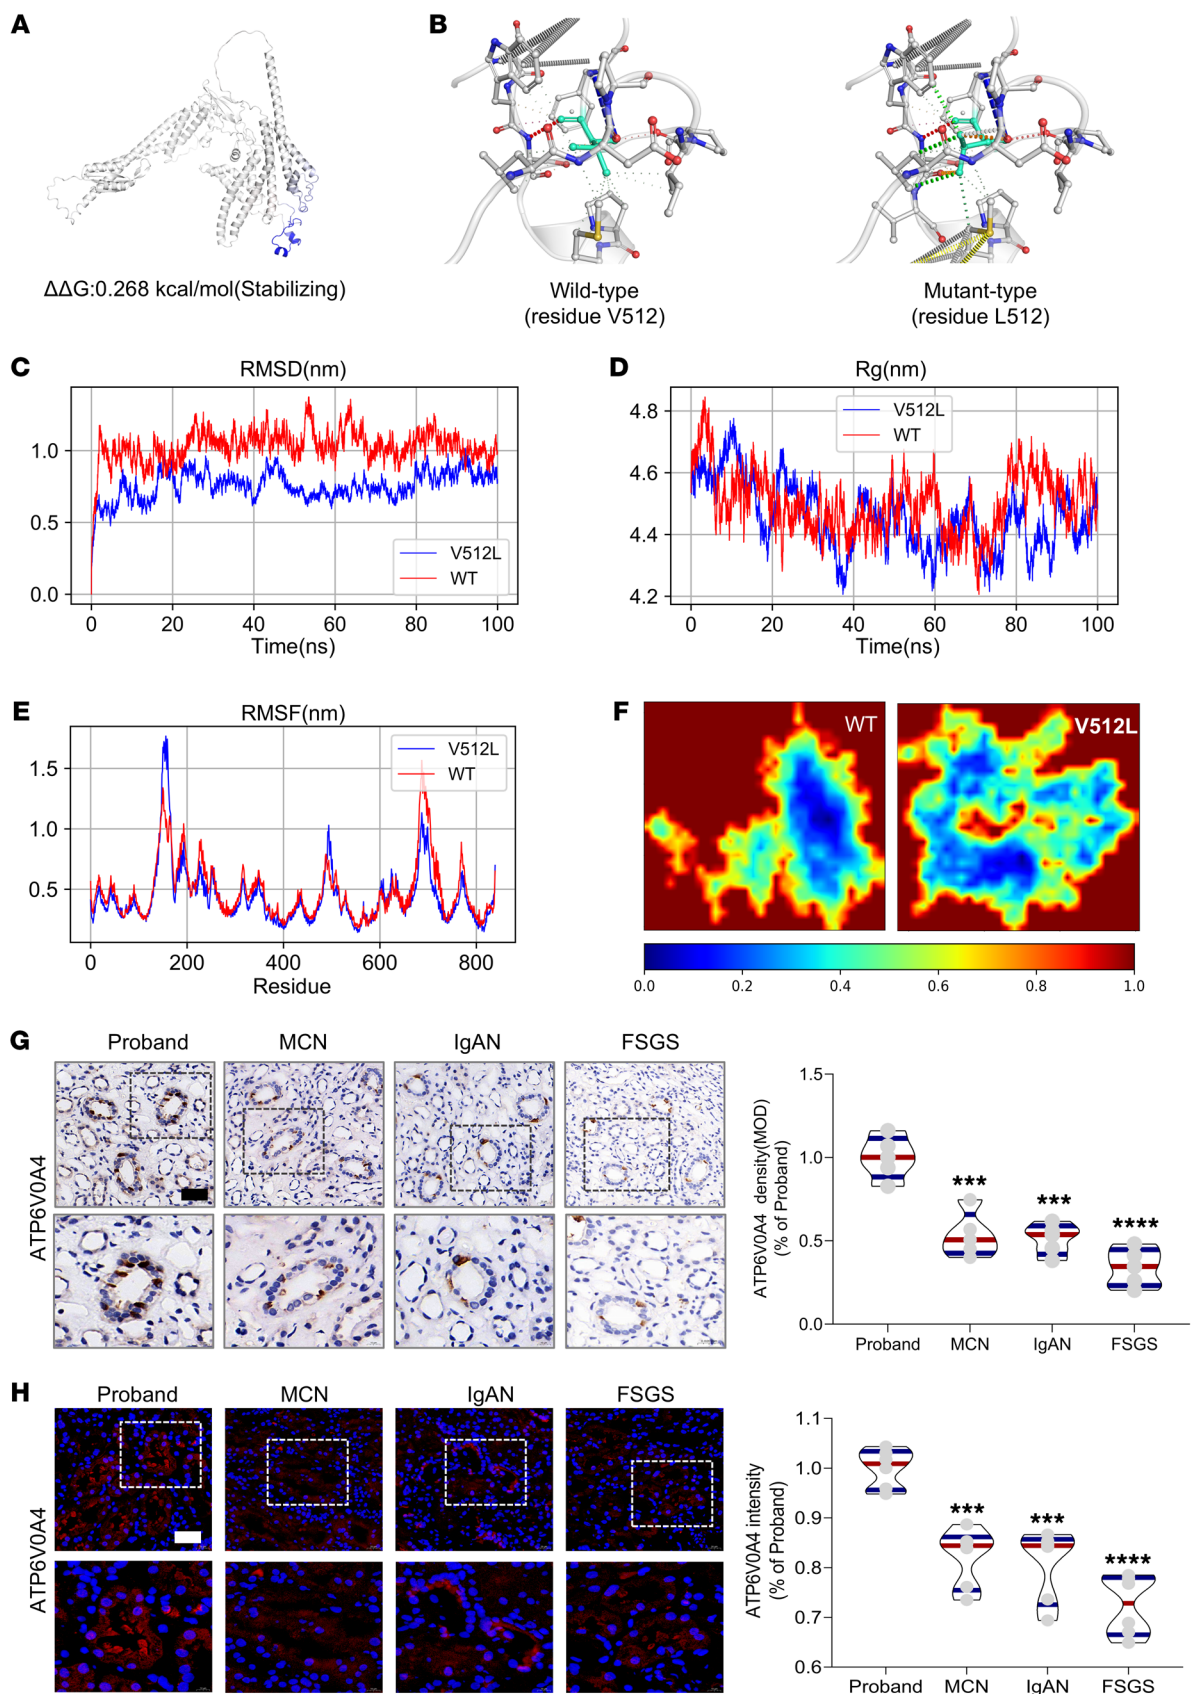 A
B
ΔΔG:0.268 kcal/mol(Stabilizing)
Wild-type
(residue V512)
Mutant-type
(residue L512)
C
RMSD(nm)
1.0
0.5
0.0
V512L
WT
0 20 40 60 80 100
Time(ns)
D
Rg(nm)
4.8
4.6
4.4
4.2
V512L
WT
0 20 40 60 80 100
Time(ns)
E
RMSF(nm)
1.5
1.0
0.5
V512L
WT
0 200 400 600 800
Residue
F
WT
V512L
0.0 0.2 0.4 0.6 0.8 1.0
G
Proband MCN IgAN FSGS
ATP6V0A4
ATP6V0A4 density(MOD)
(% of Proband)
1.5
1.0
0.5
0.0
***
***
****
Proband MCN IgAN FSGS
H
Proband MCN IgAN FSGS
ATP6V0A4
ATP6V0A4 intensity
(% of Proband)
1.1
1.0
0.9
0.8
0.7
0.6
***
***
****
Proband MCN IgAN FSGS